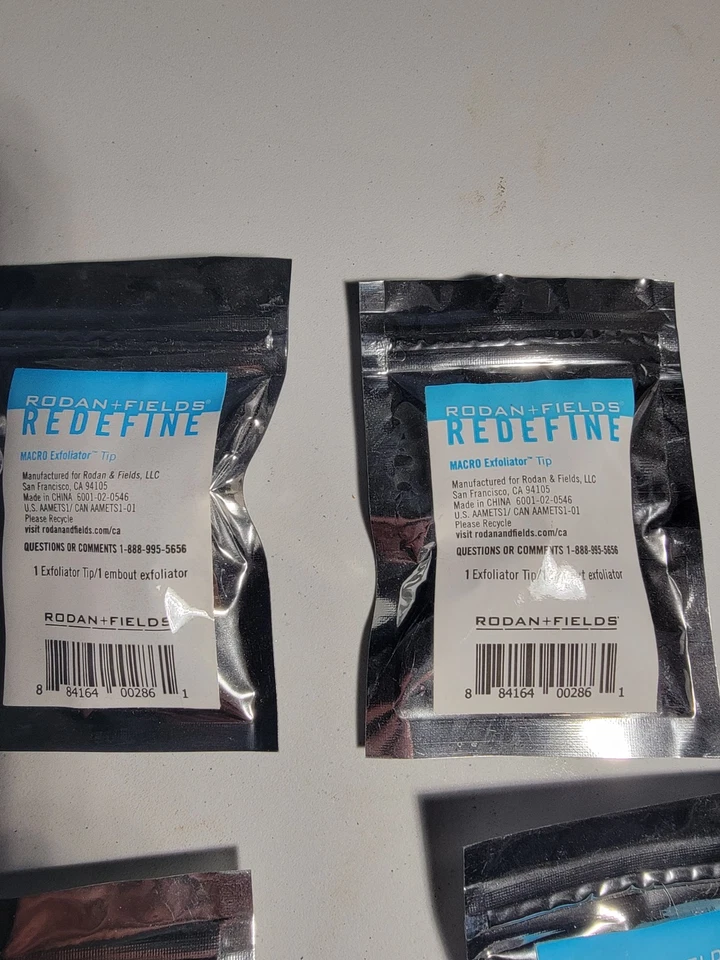 RODAN+FIELDS®
REDEFINE
MACRO Exfoliator™ Tip
Manufactured for Rodan & Fields, LLC
San Francisco, CA 94105
Made in CHINA 6001-02-0546
U.S. AAMETS1/ CAN AAMETS1-01
Please Recycle
visit rodanandfields.com/ca
QUESTIONS OR COMMENTS 1-888-995-5656
1 Exfoliator Tip/1 embout exfoliator
RODAN+FIELDS
8 84164 00286 1
RODAN+FIELDS®
REDEFINE
MACRO Exfoliator™ Tip
Manufactured for Rodan & Fields, LLC
San Francisco, CA 94105
Made in CHINA 6001-02-0546
U.S. AAMETS1/ CAN AAMETS1-01
Please Recycle
visit rodanandfields.com/ca
QUESTIONS OR COMMENTS 1-888-995-5656
1 Exfoliator Tip/1 exfoliator
RODAN+FIELDS®
8 84164 00286 1